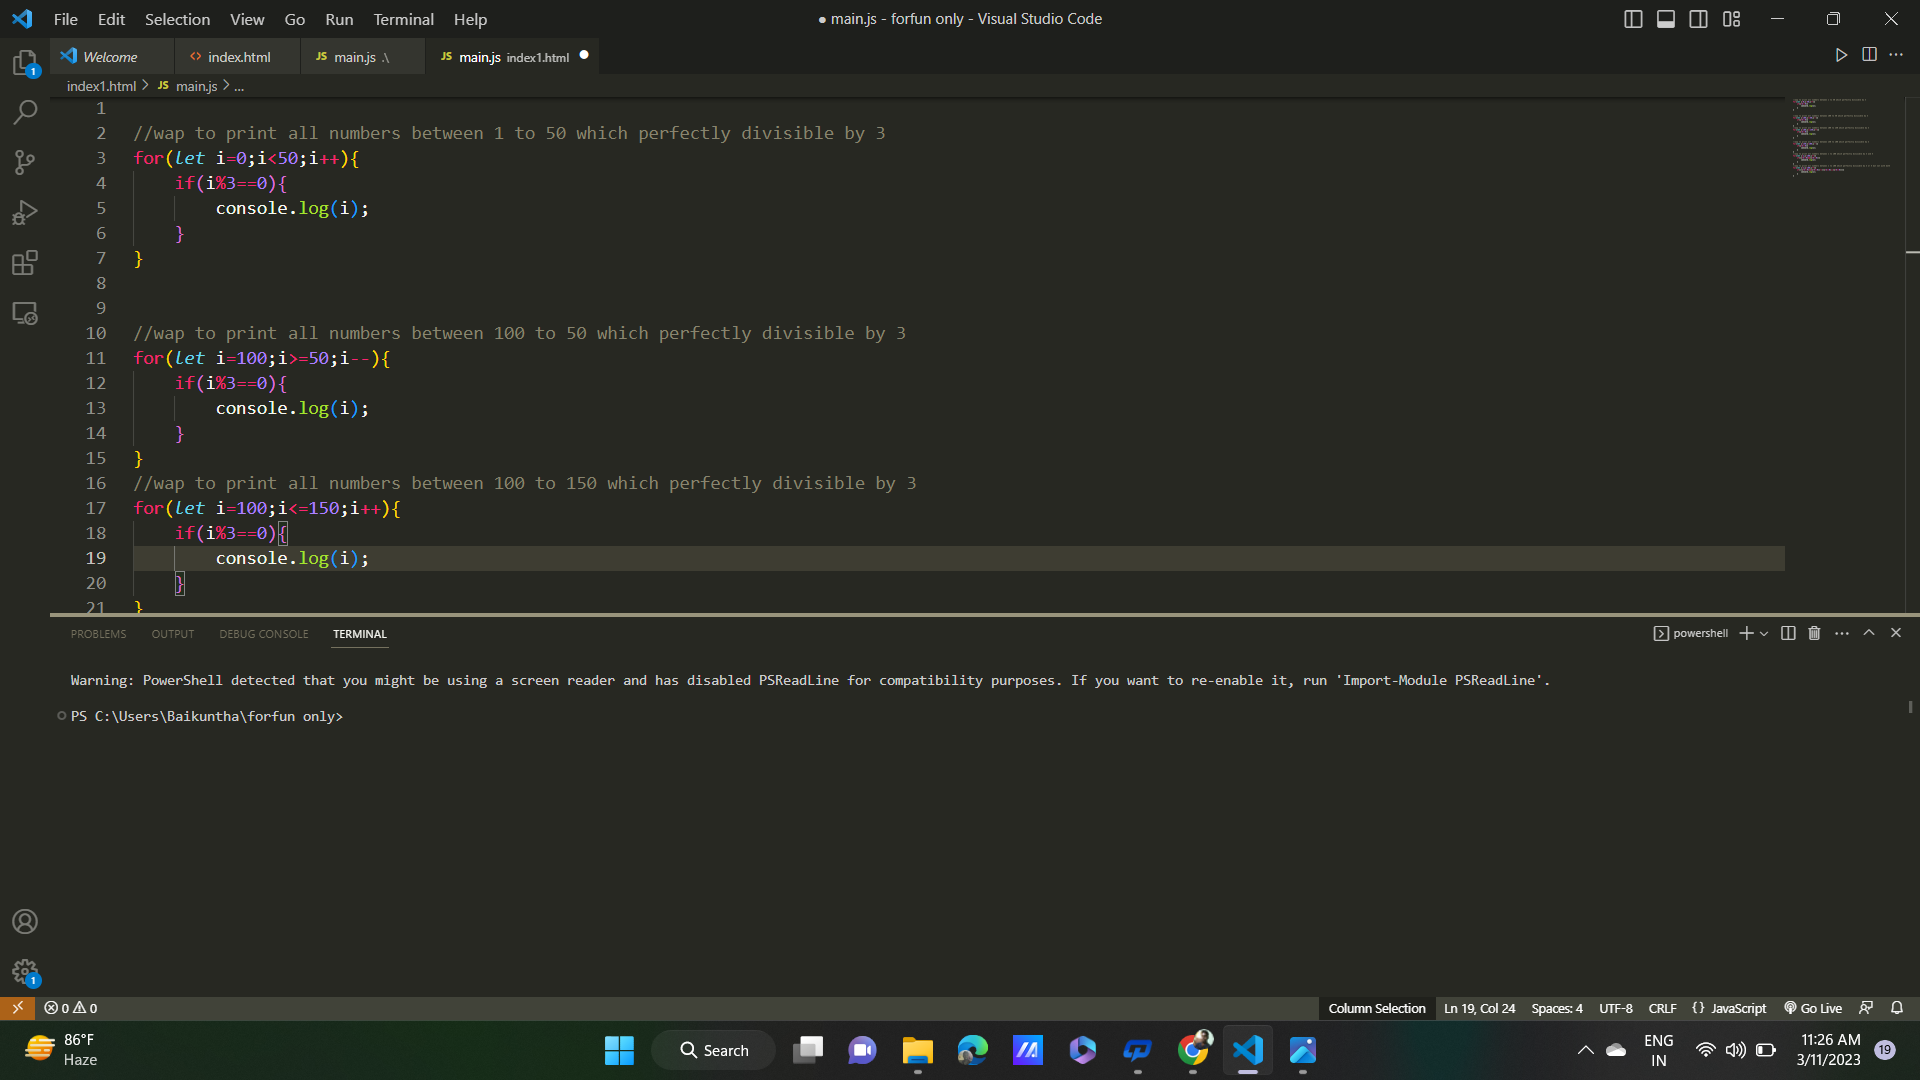 File Edit Selection View Go Run Terminal Help
● main.js - forfun only - Visual Studio Code
Welcome
<> index.html
JS main.js .\
JS main.js index1.html ●
index1.html > JS main.js > ...
1
2 //wap to print all numbers between 1 to 50 which perfectly divisible by 3
3 for(let i=0;i<50;i++){
4 if(i%3==0){
5 console.log(i);
6 }
7 }
8
9
10 //wap to print all numbers between 100 to 50 which perfectly divisible by 3
11 for(let i=100;i>=50;i--){
12 if(i%3==0){
13 console.log(i);
14 }
15 }
16 //wap to print all numbers between 100 to 150 which perfectly divisible by 3
17 for(let i=100;i<=150;i++){
18 if(i%3==0){
19 console.log(i);
20 }
21 }
PROBLEMS OUTPUT DEBUG CONSOLE TERMINAL
powershell
Warning: PowerShell detected that you might be using a screen reader and has disabled PSReadLine for compatibility purposes. If you want to re-enable it, run 'Import-Module PSReadLine'.
PS C:\Users\Baikuntha\forfun only>
1
1
0 0
Column Selection Ln 19, Col 24 Spaces: 4 UTF-8 CRLF {} JavaScript Go Live
86°F
Haze
Search
ENG
IN
11:26 AM
3/11/2023
19